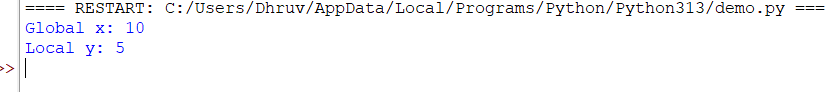 ==== RESTART: C:/Users/Dhruv/AppData/Local/Programs/Python/Python313/demo.py ===
Global x: 10
Local y: 5
>>